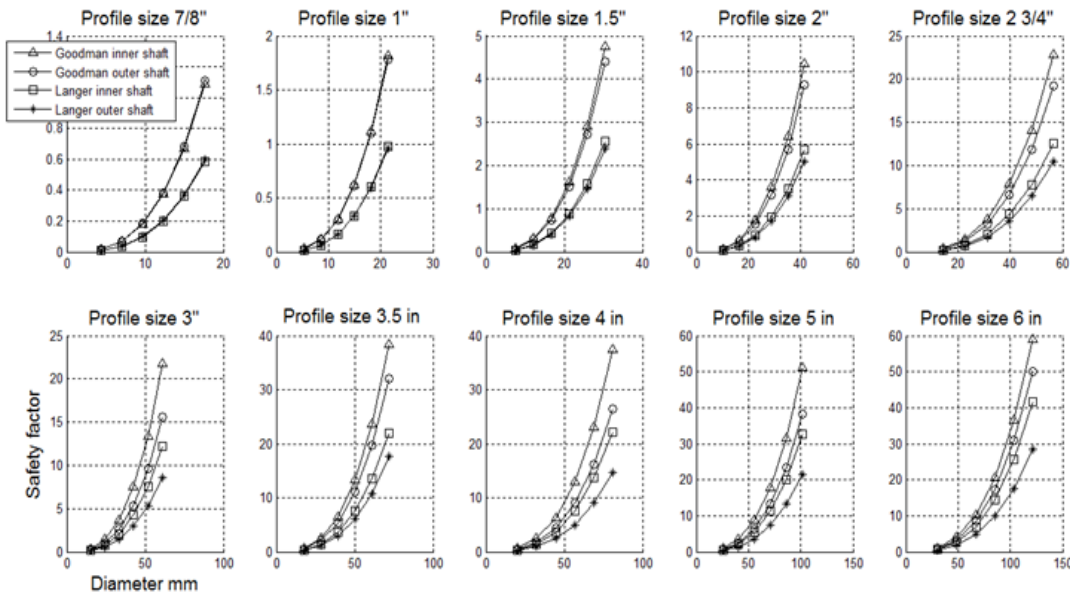 Profile size 7/8"
Profile size 1"
Profile size 1.5"
Profile size 2"
Profile size 2 3/4"
1.4
0.8
0.6
0.4
0.2
0
0 10 20
Goodman inner shaft
Goodman outer shaft
Langer inner shaft
Langer outer shaft
2
1.5
1
0.5
0
0 10 20 30
5
4
3
2
1
0
0 20 40
12
10
8
6
4
2
0
0 20 40 60
25
20
15
10
5
0
0 20 40 60
Profile size 3"
Profile size 3.5 in
Profile size 4 in
Profile size 5 in
Profile size 6 in
Safety factor
25
20
15
10
5
0
0 50 100
Diameter mm
40
30
20
10
0
0 50 100
40
30
20
10
0
0 50 100
60
50
40
30
20
10
0
0 50 100 150
60
50
40
30
20
10
0
0 50 100 150